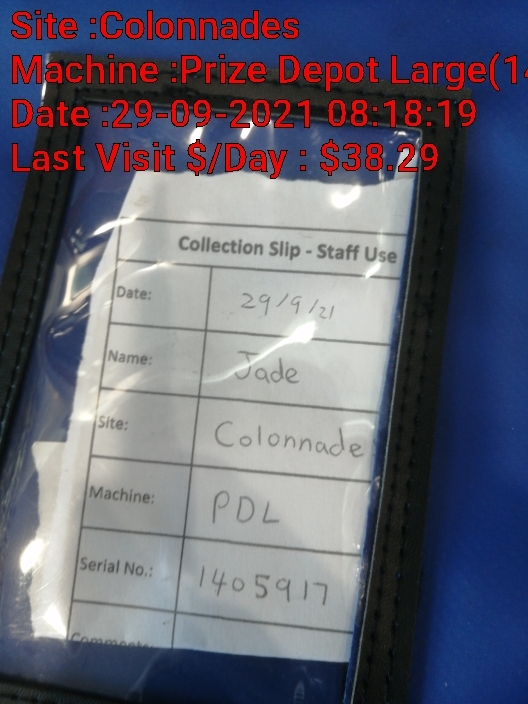 Site :Colonnades
Machine :Prize Depot Large(14
Date :29-09-2021 08:18:19
Last Visit $/Day : $38.29
Collection Slip - Staff Use
Date: 29/9/21
Name: Jade
Site: Colonnade
Machine: PDL
Serial No.: 1405917
Comments: